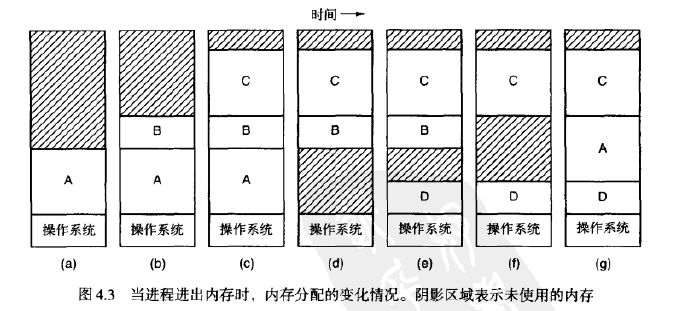 时间
C C C C C
B B B B
A A A A
D D D
操作系统 操作系统 操作系统 操作系统 操作系统 操作系统 操作系统
(a) (b) (c) (d) (e) (f) (g)
图 4.3 当进程进出内存时，内存分配的变化情况。阴影区域表示未使用的内存